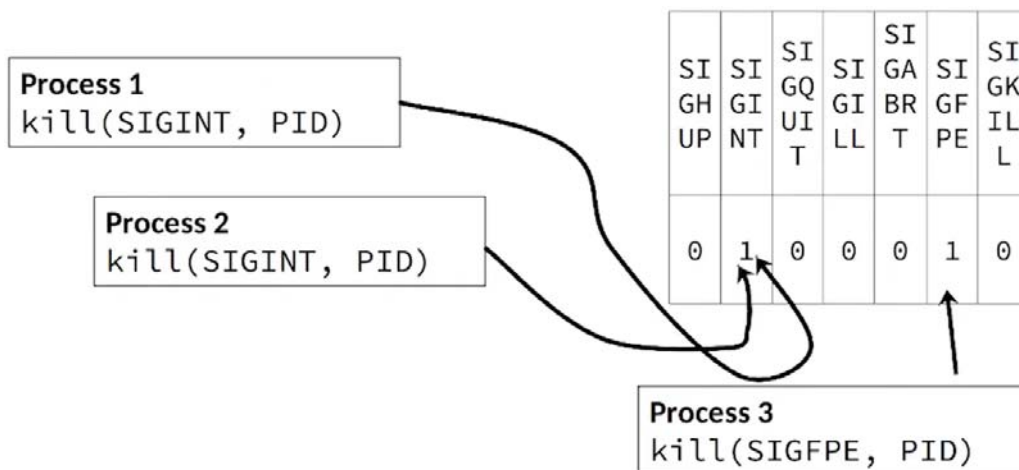 Process 1
kill(SIGINT, PID)
Process 2
kill(SIGINT, PID)
SI
GH
UP
SI
GI
NT
SI
GQ
UI
T
SI
GI
LL
SI
GA
BR
T
SI
GF
PE
SI
GK
IL
L
0 1 0 0 0 1 0
Process 3
kill(SIGFPE, PID)